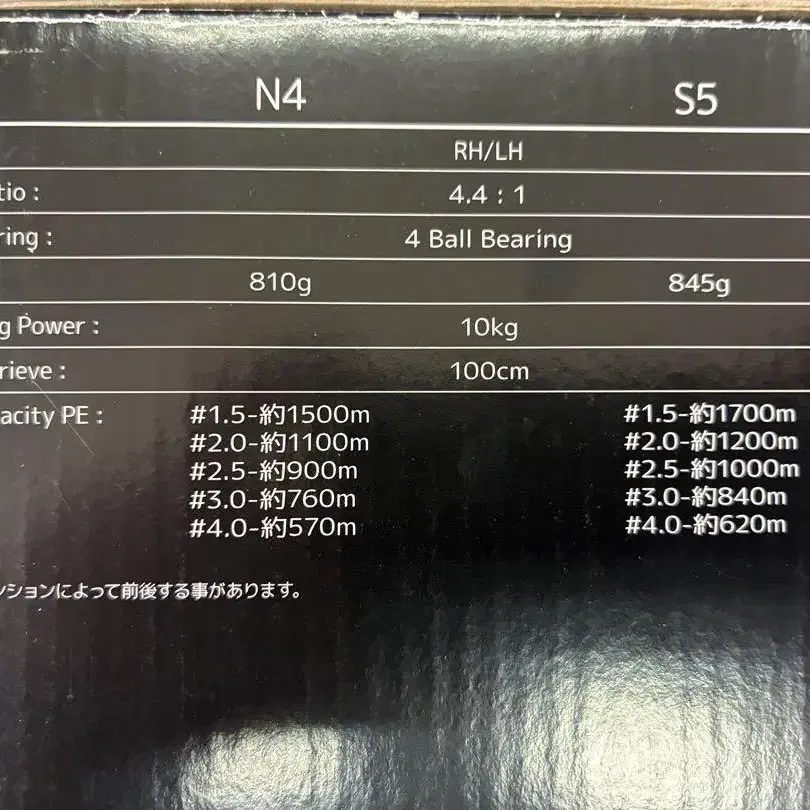 N4 S5
RH/LH
tio : 4.4 : 1
ring : 4 Ball Bearing
810g 845g
g Power : 10kg
rieve : 100cm
acity PE : #1.5-約1500m #1.5-約1700m
#2.0-約1100m #2.0-約1200m
#2.5-約900m #2.5-約1000m
#3.0-約760m #3.0-約840m
#4.0-約570m #4.0-約620m
ンションによって前後する事があります。